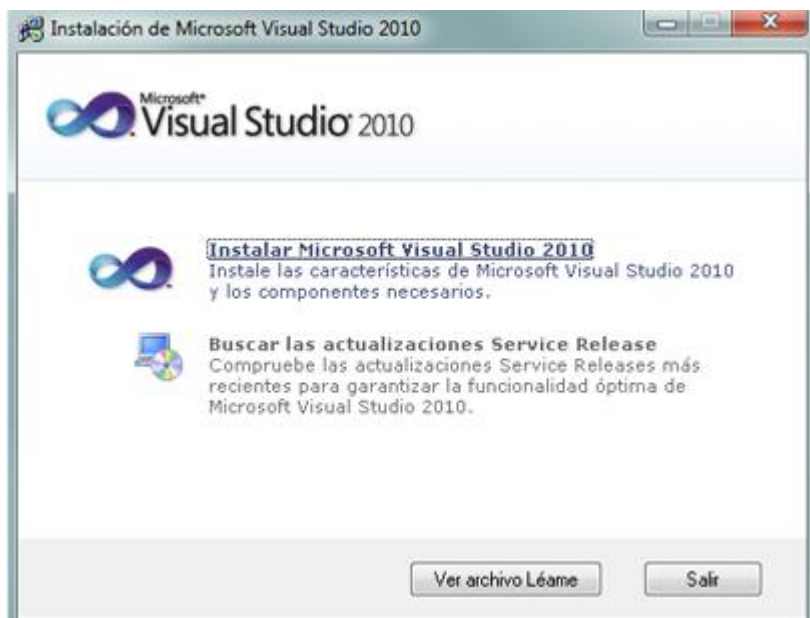 Instalación de Microsoft Visual Studio 2010
Microsoft®
Visual Studio® 2010
Instalar Microsoft Visual Studio 2010
Instale las características de Microsoft Visual Studio 2010
y los componentes necesarios.
Buscar las actualizaciones Service Release
Compruebe las actualizaciones Service Releases más
recientes para garantizar la funcionalidad óptima de
Microsoft Visual Studio 2010.
Ver archivo Léame
Salir